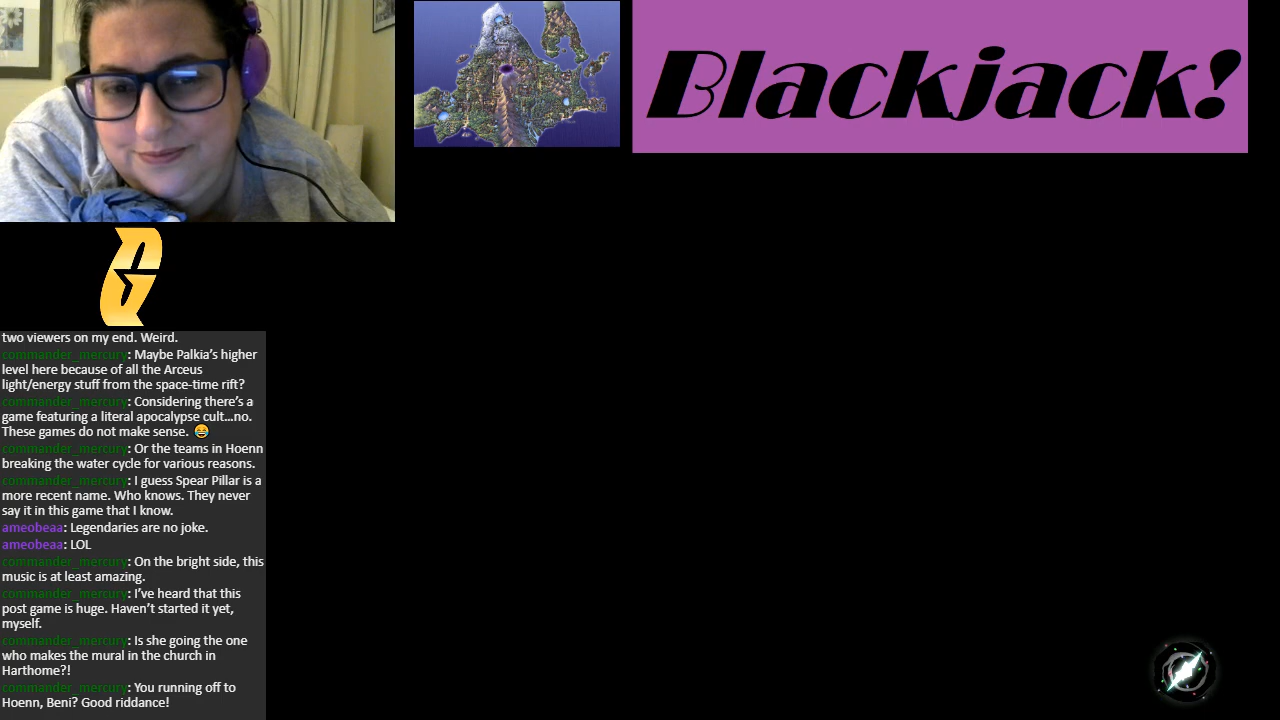 Blackjack!
two viewers on my end. Weird.
commander_mercury: Maybe Palkia's higher
level here because of all the Arceus
light/energy stuff from the space-time rift?
commander_mercury: Considering there's a
game featuring a literal apocalypse cult...no.
These games do not make sense. 😂
commander_mercury: Or the teams in Hoenn
breaking the water cycle for various reasons.
commander_mercury: I guess Spear Pillar is a
more recent name. Who knows. They never
say it in this game that I know.
ameobeaa: Legendaries are no joke.
ameobeaa: LOL
commander_mercury: On the bright side, this
music is at least amazing.
commander_mercury: I've heard that this
post game is huge. Haven't started it yet,
myself.
commander_mercury: Is she going the one
who makes the mural in the church in
Harthome?!
commander_mercury: You running off to
Hoenn, Beni? Good riddance!